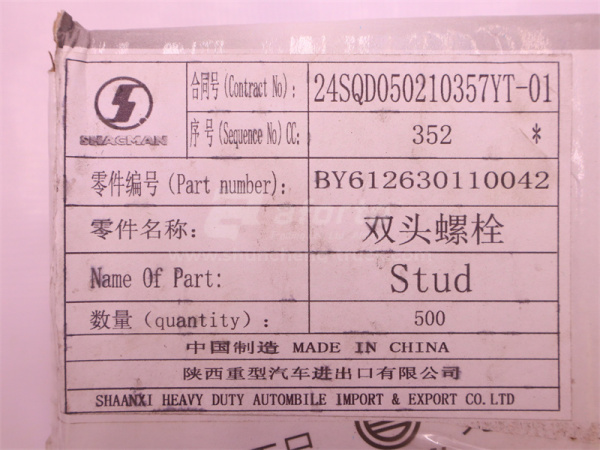 合同号(Contract No): 24SQD050210357YT-01
SHACMAN
序号(Sequence No)CC: 352 *
零件编号(Part number): BY612630110042
零件名称: 双头螺栓
Name Of Part: Stud
数量(quantity): 500
中国制造 MADE IN CHINA
陕西重型汽车进出口有限公司
SHAANXI HEAVY DUTY AUTOMBILE IMPORT & EXPORT CO.LTD